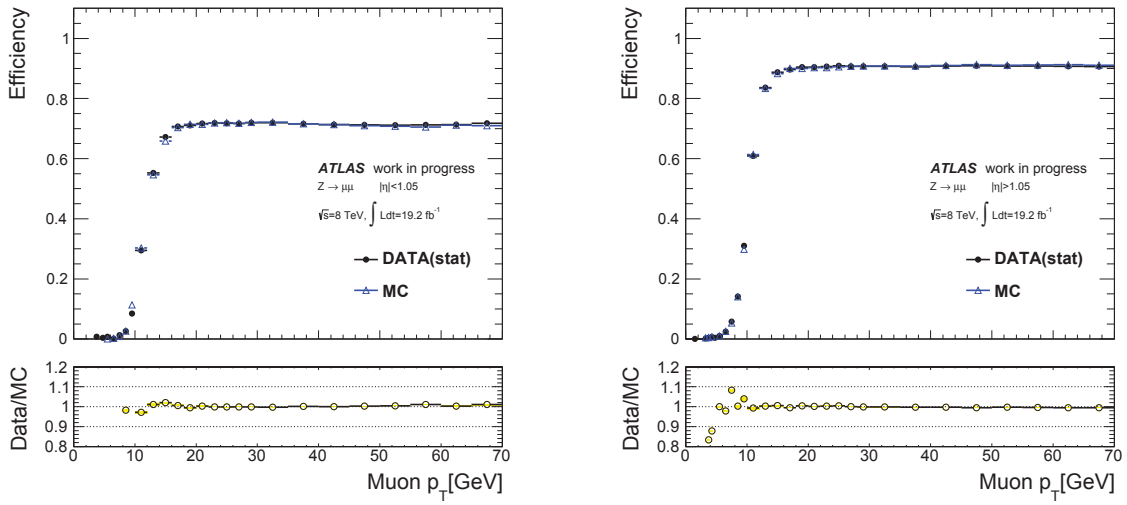 Efficiency
1
0.8
0.6
0.4
0.2
0
ATLAS work in progress
Z → μμ |η|<1.05
√s=8 TeV, ∫ Ldt=19.2 fb⁻¹
DATA(stat)
MC
Data/MC
1.2
1.1
1
0.9
0.8
0 10 20 30 40 50 60 70
Muon p_T[GeV]
Efficiency
1
0.8
0.6
0.4
0.2
0
ATLAS work in progress
Z → μμ |η|>1.05
√s=8 TeV, ∫ Ldt=19.2 fb⁻¹
DATA(stat)
MC
Data/MC
1.2
1.1
1
0.9
0.8
0 10 20 30 40 50 60 70
Muon p_T[GeV]